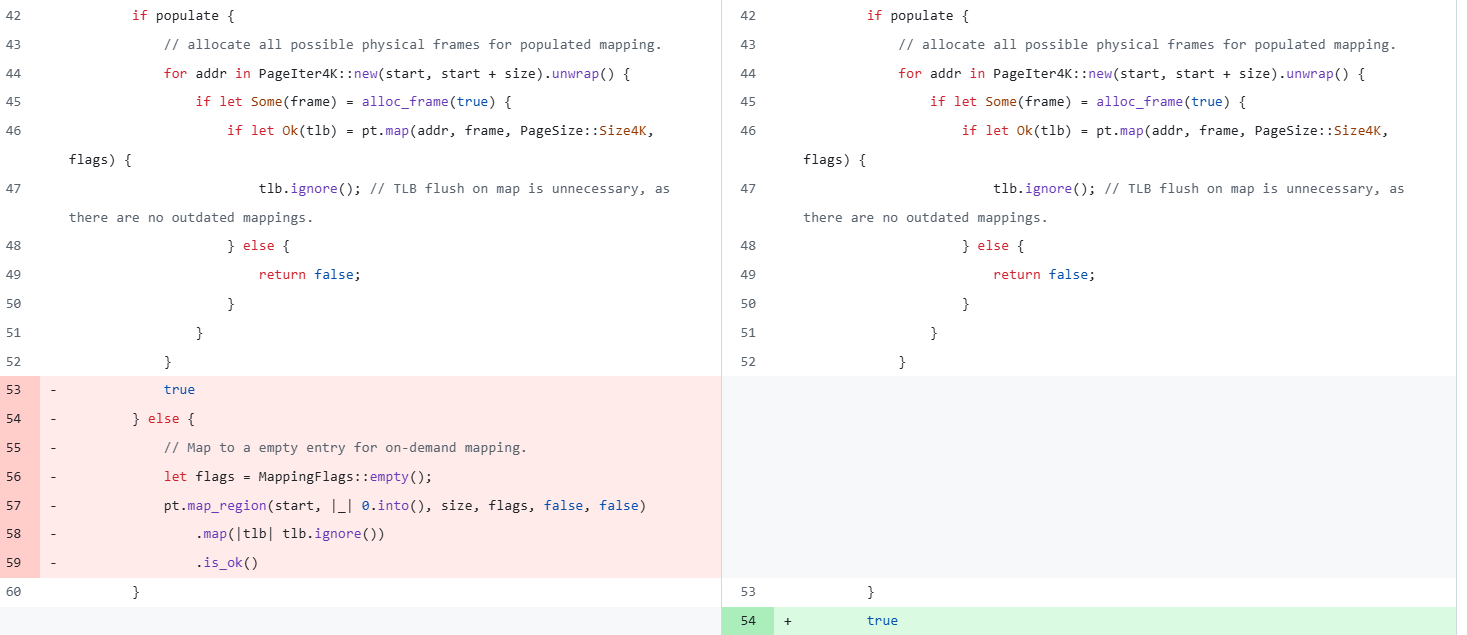 42 if populate {
43 // allocate all possible physical frames for populated mapping.
44 for addr in PageIter4K::new(start, start + size).unwrap() {
45 if let Some(frame) = alloc_frame(true) {
46 if let Ok(tlb) = pt.map(addr, frame, PageSize::Size4K,
flags) {
47 tlb.ignore(); // TLB flush on map is unnecessary, as
there are no outdated mappings.
48 } else {
49 return false;
50 }
51 }
52 }
53 - true
54 - } else {
55 - // Map to a empty entry for on-demand mapping.
56 - let flags = MappingFlags::empty();
57 - pt.map_region(start, |_| 0.into(), size, flags, false, false)
58 - .map(|tlb| tlb.ignore())
59 - .is_ok()
60 }
42 if populate {
43 // allocate all possible physical frames for populated mapping.
44 for addr in PageIter4K::new(start, start + size).unwrap() {
45 if let Some(frame) = alloc_frame(true) {
46 if let Ok(tlb) = pt.map(addr, frame, PageSize::Size4K,
flags) {
47 tlb.ignore(); // TLB flush on map is unnecessary, as
there are no outdated mappings.
48 } else {
49 return false;
50 }
51 }
52 }
53 }
54 + true